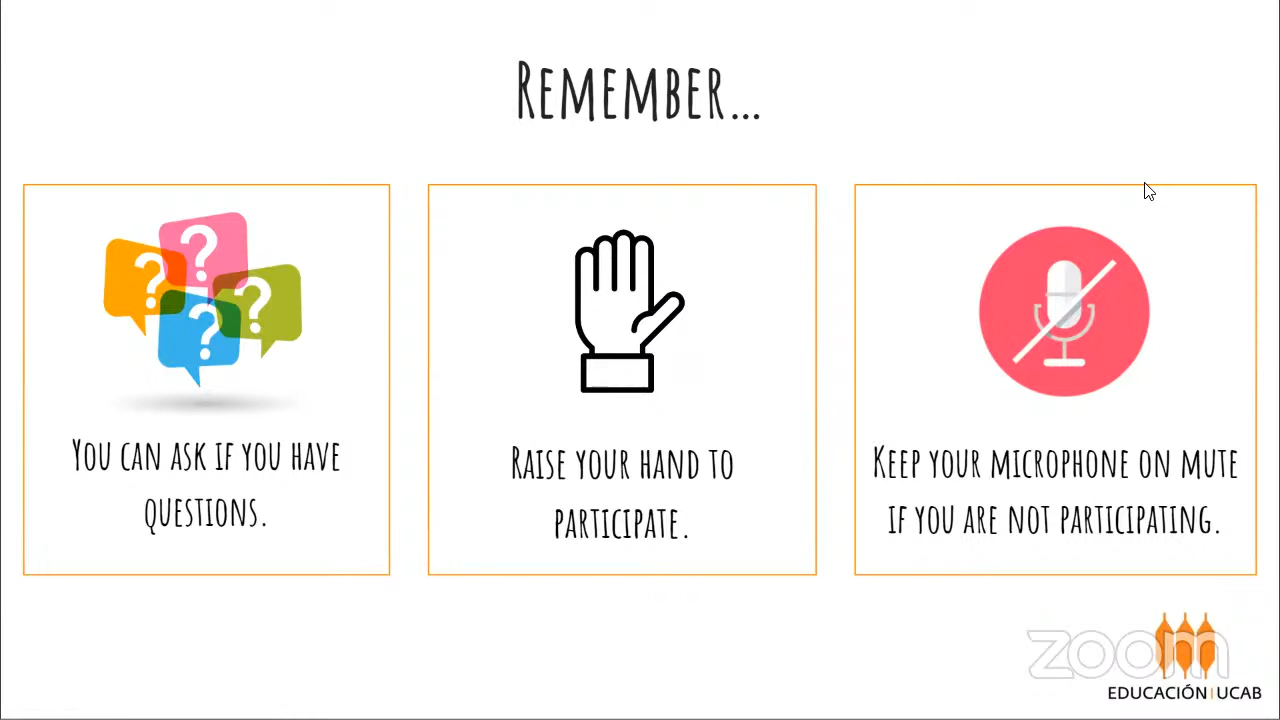 Remember...
? ? ? ?
You can ask if you have
questions.
Raise your hand to
participate.
Keep your microphone on mute
if you are not participating.
zoom
EDUCACIÓN | UCAB